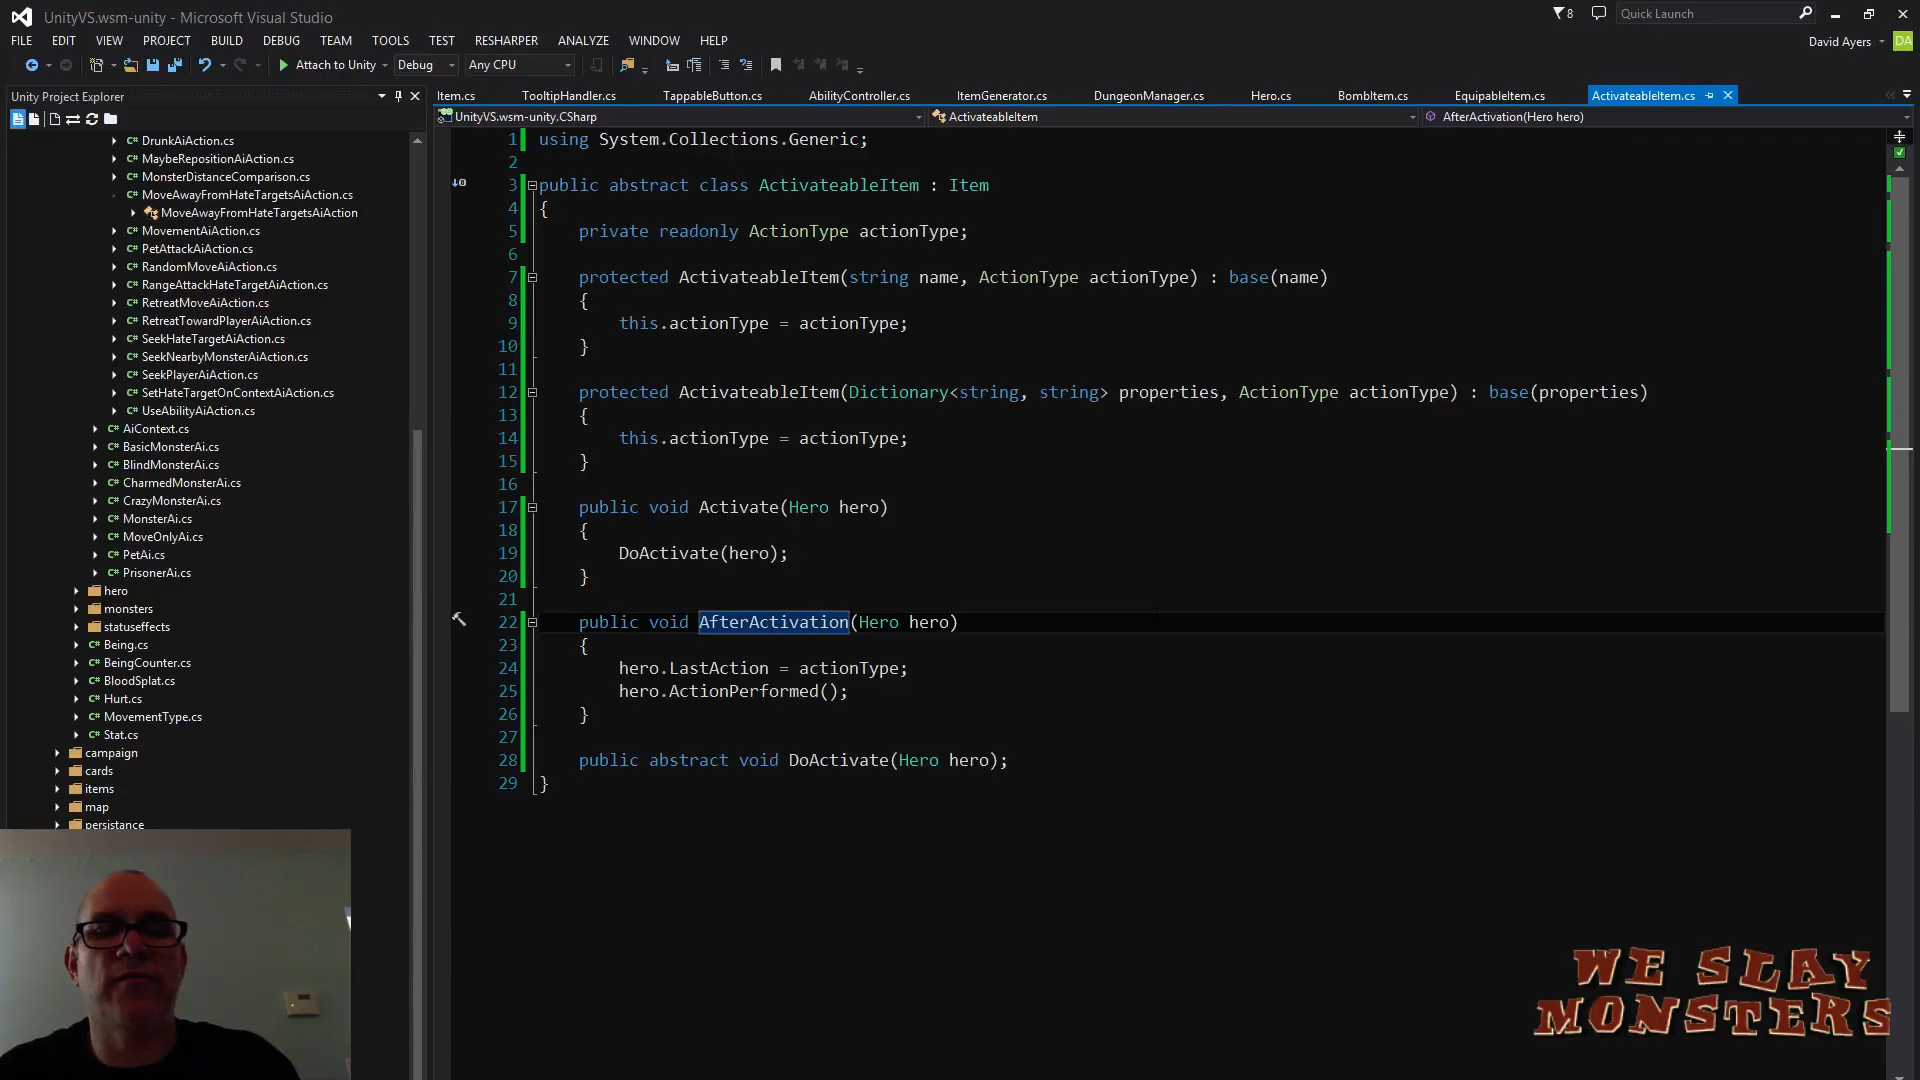 UnityVS.wsm-unity - Microsoft Visual Studio
8
Quick Launch
FILE EDIT VIEW PROJECT BUILD DEBUG TEAM TOOLS TEST RESHARPER ANALYZE WINDOW HELP
David Ayers DA
Attach to Unity Debug Any CPU
Unity Project Explorer
Item.cs TooltipHandler.cs TappableButton.cs AbilityController.cs ItemGenerator.cs DungeonManager.cs Hero.cs BombItem.cs EquipableItem.cs ActivateableItem.cs
UnityVS.wsm-unity.CSharp ActivateableItem AfterActivation(Hero hero)
DrunkAiAction.cs
MaybeRepositionAiAction.cs
MonsterDistanceComparison.cs
MoveAwayFromHateTargetsAiAction.cs
MoveAwayFromHateTargetsAiAction
MovementAiAction.cs
PetAttackAiAction.cs
RandomMoveAiAction.cs
RangeAttackHateTargetAiAction.cs
RetreatMoveAiAction.cs
RetreatTowardPlayerAiAction.cs
SeekHateTargetAiAction.cs
SeekNearbyMonsterAiAction.cs
SeekPlayerAiAction.cs
SetHateTargetOnContextAiAction.cs
UseAbilityAiAction.cs
AiContext.cs
BasicMonsterAi.cs
BlindMonsterAi.cs
CharmedMonsterAi.cs
CrazyMonsterAi.cs
MonsterAi.cs
MoveOnlyAi.cs
PetAi.cs
PrisonerAi.cs
hero
monsters
statuseffects
Being.cs
BeingCounter.cs
BloodSplat.cs
Hurt.cs
MovementType.cs
Stat.cs
campaign
cards
items
map
persistance
1 using System.Collections.Generic;
2
3 public abstract class ActivateableItem : Item
4 {
5 private readonly ActionType actionType;
6
7 protected ActivateableItem(string name, ActionType actionType) : base(name)
8 {
9 this.actionType = actionType;
10 }
11
12 protected ActivateableItem(Dictionary<string, string> properties, ActionType actionType) : base(properties)
13 {
14 this.actionType = actionType;
15 }
16
17 public void Activate(Hero hero)
18 {
19 DoActivate(hero);
20 }
21
22 public void AfterActivation(Hero hero)
23 {
24 hero.LastAction = actionType;
25 hero.ActionPerformed();
26 }
27
28 public abstract void DoActivate(Hero hero);
29 }
WE SLAY
MONSTERS